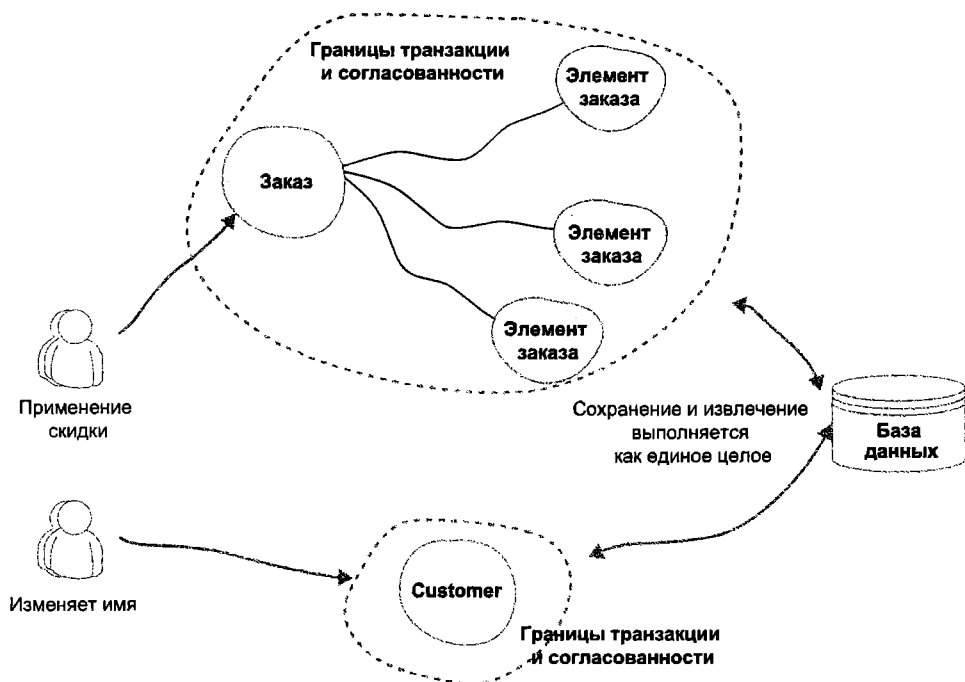 Границы транзакции
и согласованности
Элемент
заказа
Заказ
Элемент
заказа
Элемент
заказа
Применение
скидки
Сохранение и извлечение
выполняется
как единое целое
База
данных
Customer
Изменяет имя
Границы транзакции
и согласованности